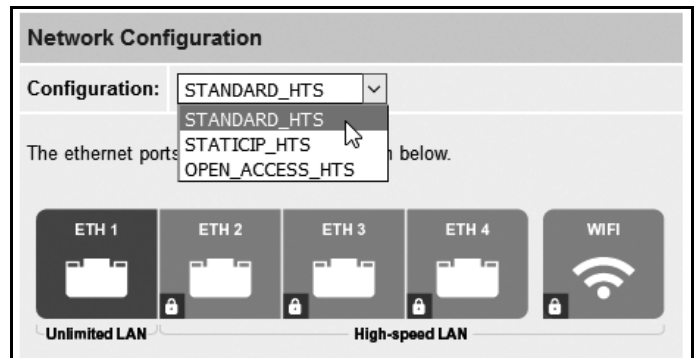 Network Configuration
Configuration: STANDARD_HTS
STANDARD_HTS
STATICIP_HTS
OPEN_ACCESS_HTS
The ethernet ports below.
ETH 1 ETH 2 ETH 3 ETH 4 WIFI
Unlimited LAN High-speed LAN